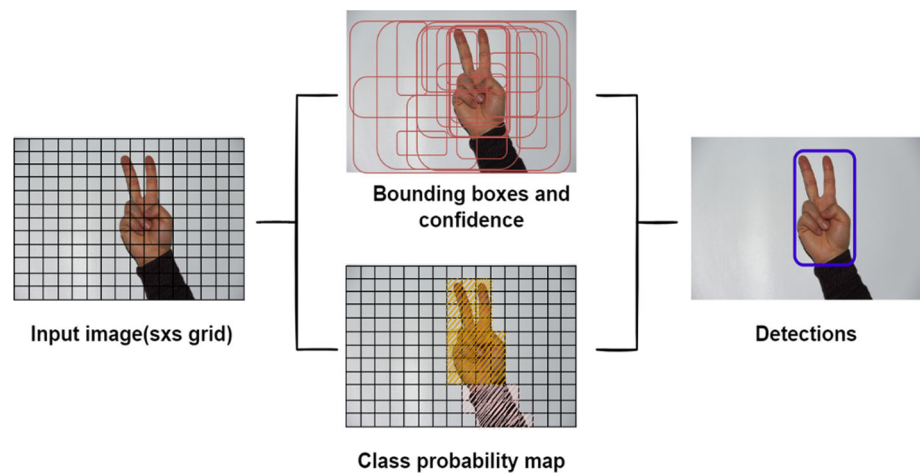 Input image(sxs grid)
Bounding boxes and
confidence
Class probability map
Detections